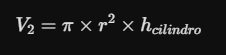 V₂ = π × r² × h_cilindro